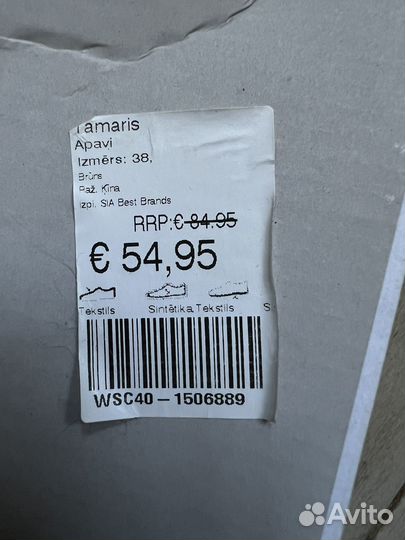 Tamaris
Apavi
Izmērs: 38,
Brūns
Raž. Ķīna
Izpl. SIA Best Brands
RRP:€ 84.95
€ 54,95
Tekstils Sintētika, Tekstils S.
WSC40-1506889
Avito